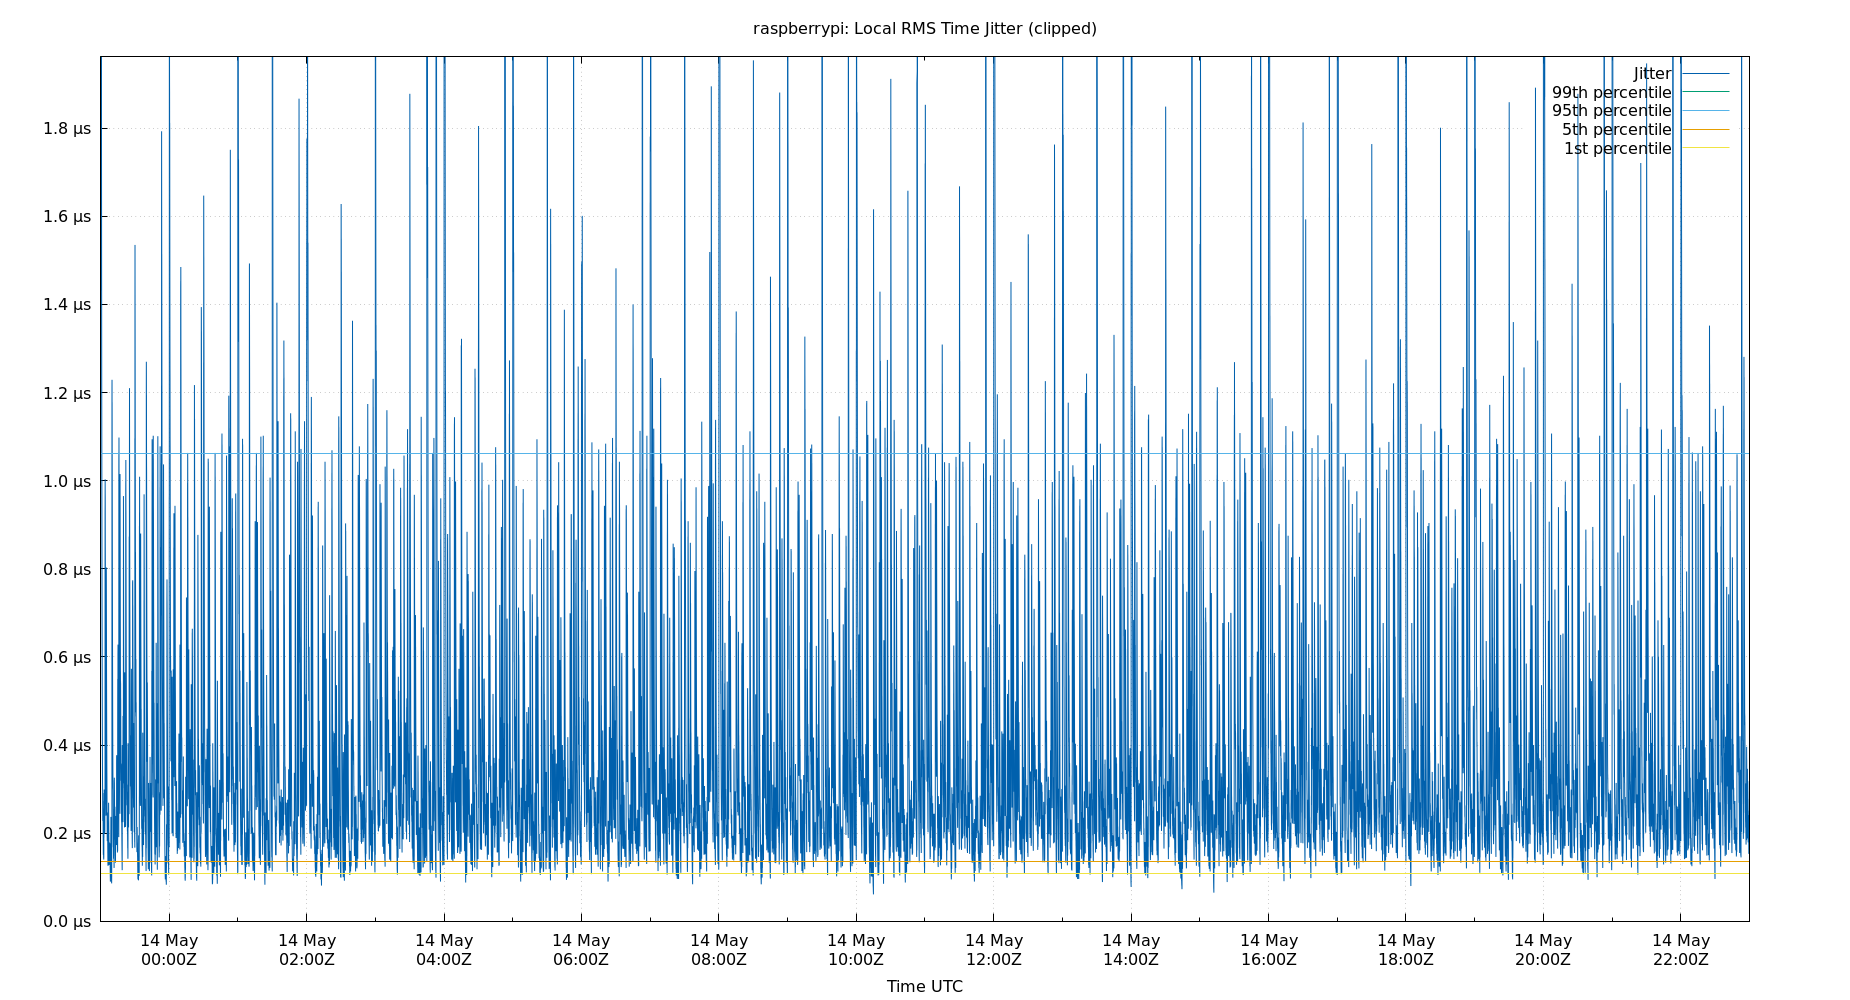 raspberrypi: Local RMS Time Jitter (clipped)
Jitter
99th percentile
95th percentile
5th percentile
1st percentile
1.8 µs
1.6 µs
1.4 µs
1.2 µs
1.0 µs
0.8 µs
0.6 µs
0.4 µs
0.2 µs
0.0 µs
14 May 14 May 14 May 14 May 14 May 14 May 14 May 14 May 14 May 14 May 14 May 14 May
00:00Z 02:00Z 04:00Z 06:00Z 08:00Z 10:00Z 12:00Z 14:00Z 16:00Z 18:00Z 20:00Z 22:00Z
Time UTC